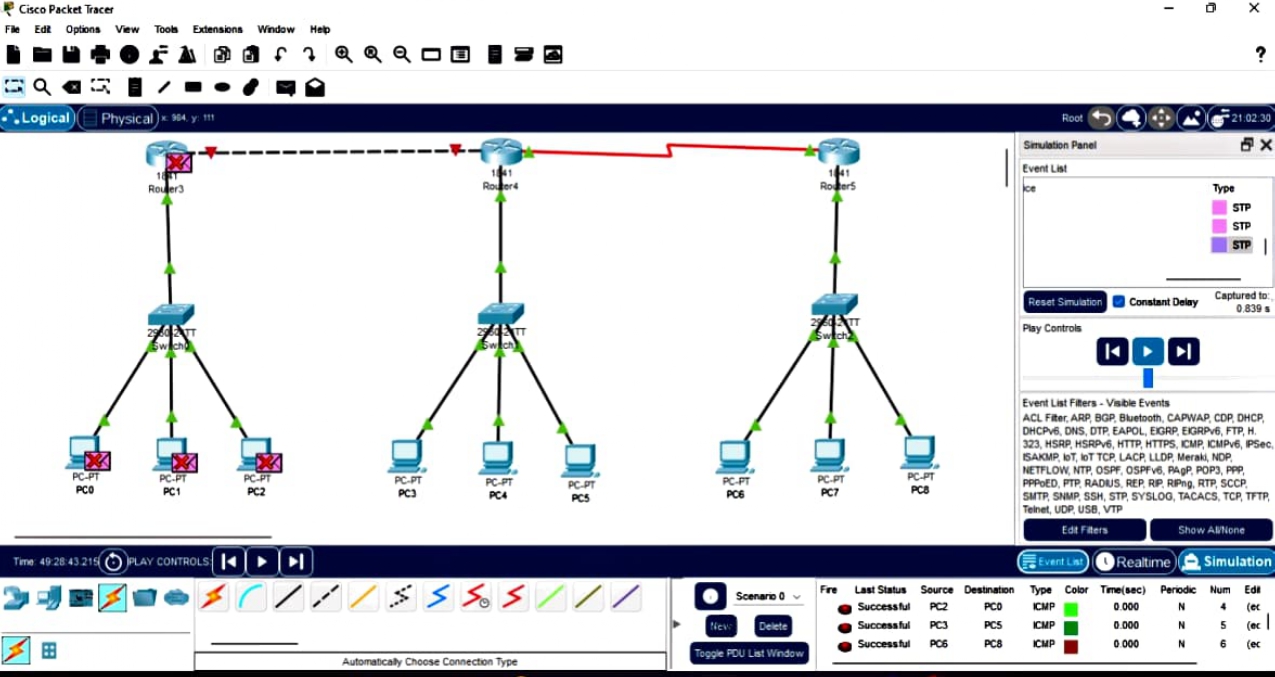 Cisco Packet Tracer
File Edit Options View Tools Extensions Window Help
?
Logical Physical x: 984, y: 111 Root 21:02:30
Simulation Panel
Event List
ice Type
STP
STP
STP
Reset Simulation Constant Delay Captured to:
0.839 s
Play Controls
Event List Filters - Visible Events
ACL Filter, ARP, BGP, Bluetooth, CAPWAP, CDP, DHCP,
DHCPv6, DNS, DTP, EAPOL, EIGRP, EIGRPv6, FTP, H.
323, HSRP, HSRPv6, HTTP, HTTPS, ICMP, ICMPv6, IPSec,
ISAKMP, IoT, IoT TCP, LACP, LLDP, Meraki, NDP,
NETFLOW, NTP, OSPF, OSPFv6, PAgP, POP3, PPP,
PPPoED, PTP, RADIUS, REP, RIP, RIPng, RTP, SCCP,
SMTP, SNMP, SSH, STP, SYSLOG, TACACS, TCP, TFTP,
Telnet, UDP, USB, VTP
Edit Filters Show All/None
1841 1841 1841
Router3 Router4 Router5
2950-24TT 2950-24TT 2950-24TT
Switch0 Switch1 Switch2
PC-PT PC-PT PC-PT PC-PT PC-PT PC-PT PC-PT PC-PT PC-PT
PC0 PC1 PC2 PC3 PC4 PC5 PC6 PC7 PC8
Time: 49:28:43.215 PLAY CONTROLS: Event List Realtime Simulation
Scenario 0
New Delete
Toggle PDU List Window
Automatically Choose Connection Type
Fire Last Status Source Destination Type Color Time(sec) Periodic Num Edit
Successful PC2 PC0 ICMP 0.000 N 4 (ec
Successful PC3 PC5 ICMP 0.000 N 5 (ec
Successful PC6 PC8 ICMP 0.000 N 6 (ec